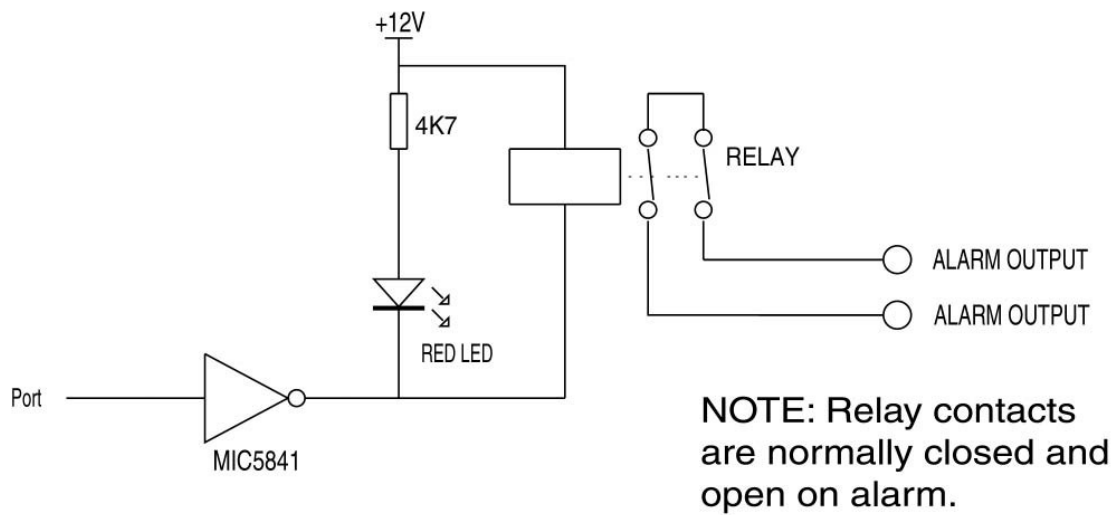 +12V
4K7
RELAY
ALARM OUTPUT
ALARM OUTPUT
RED LED
Port
MIC5841
NOTE: Relay contacts
are normally closed and
open on alarm.